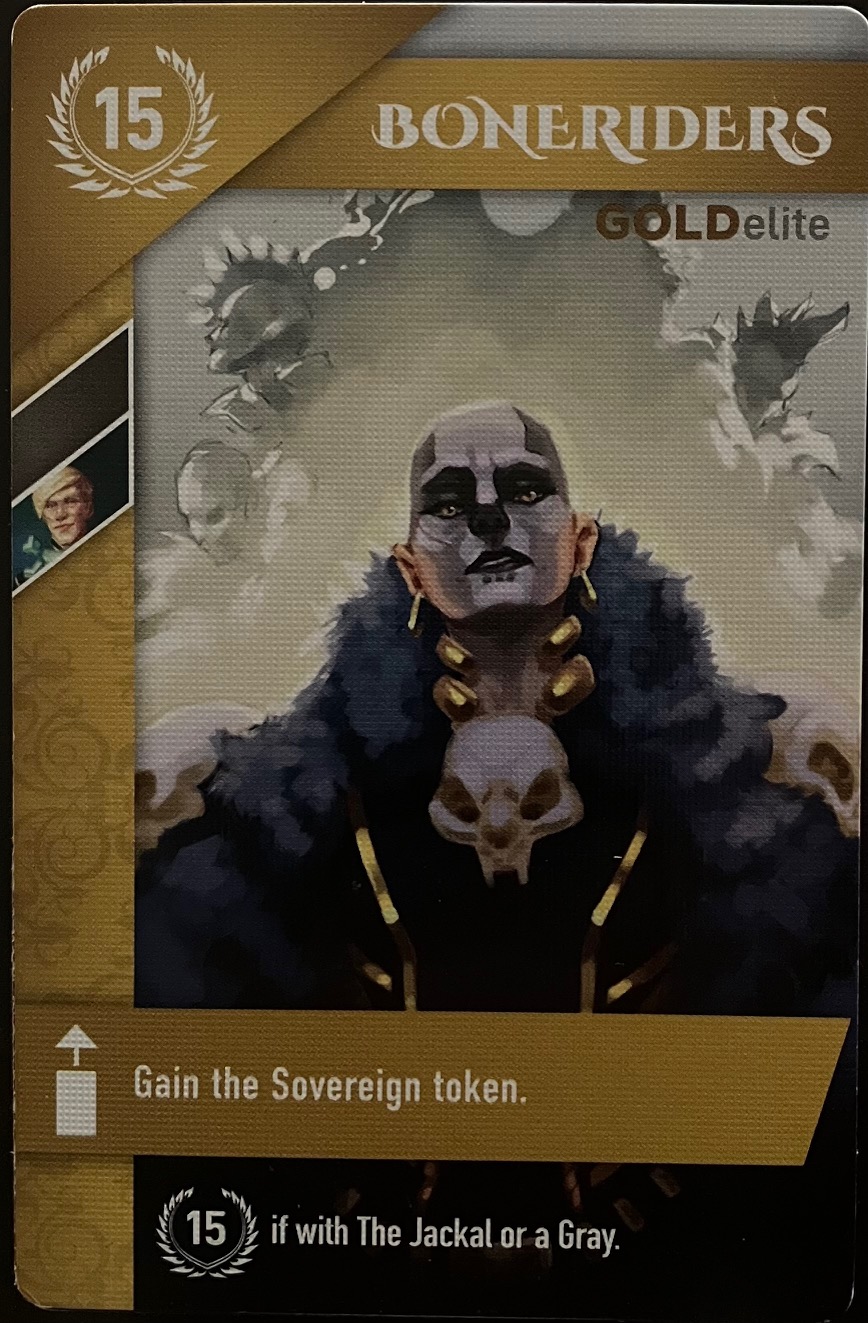 15
BONERIDERS
GOLDelite
Gain the Sovereign token.
15 if with The Jackal or a Gray.